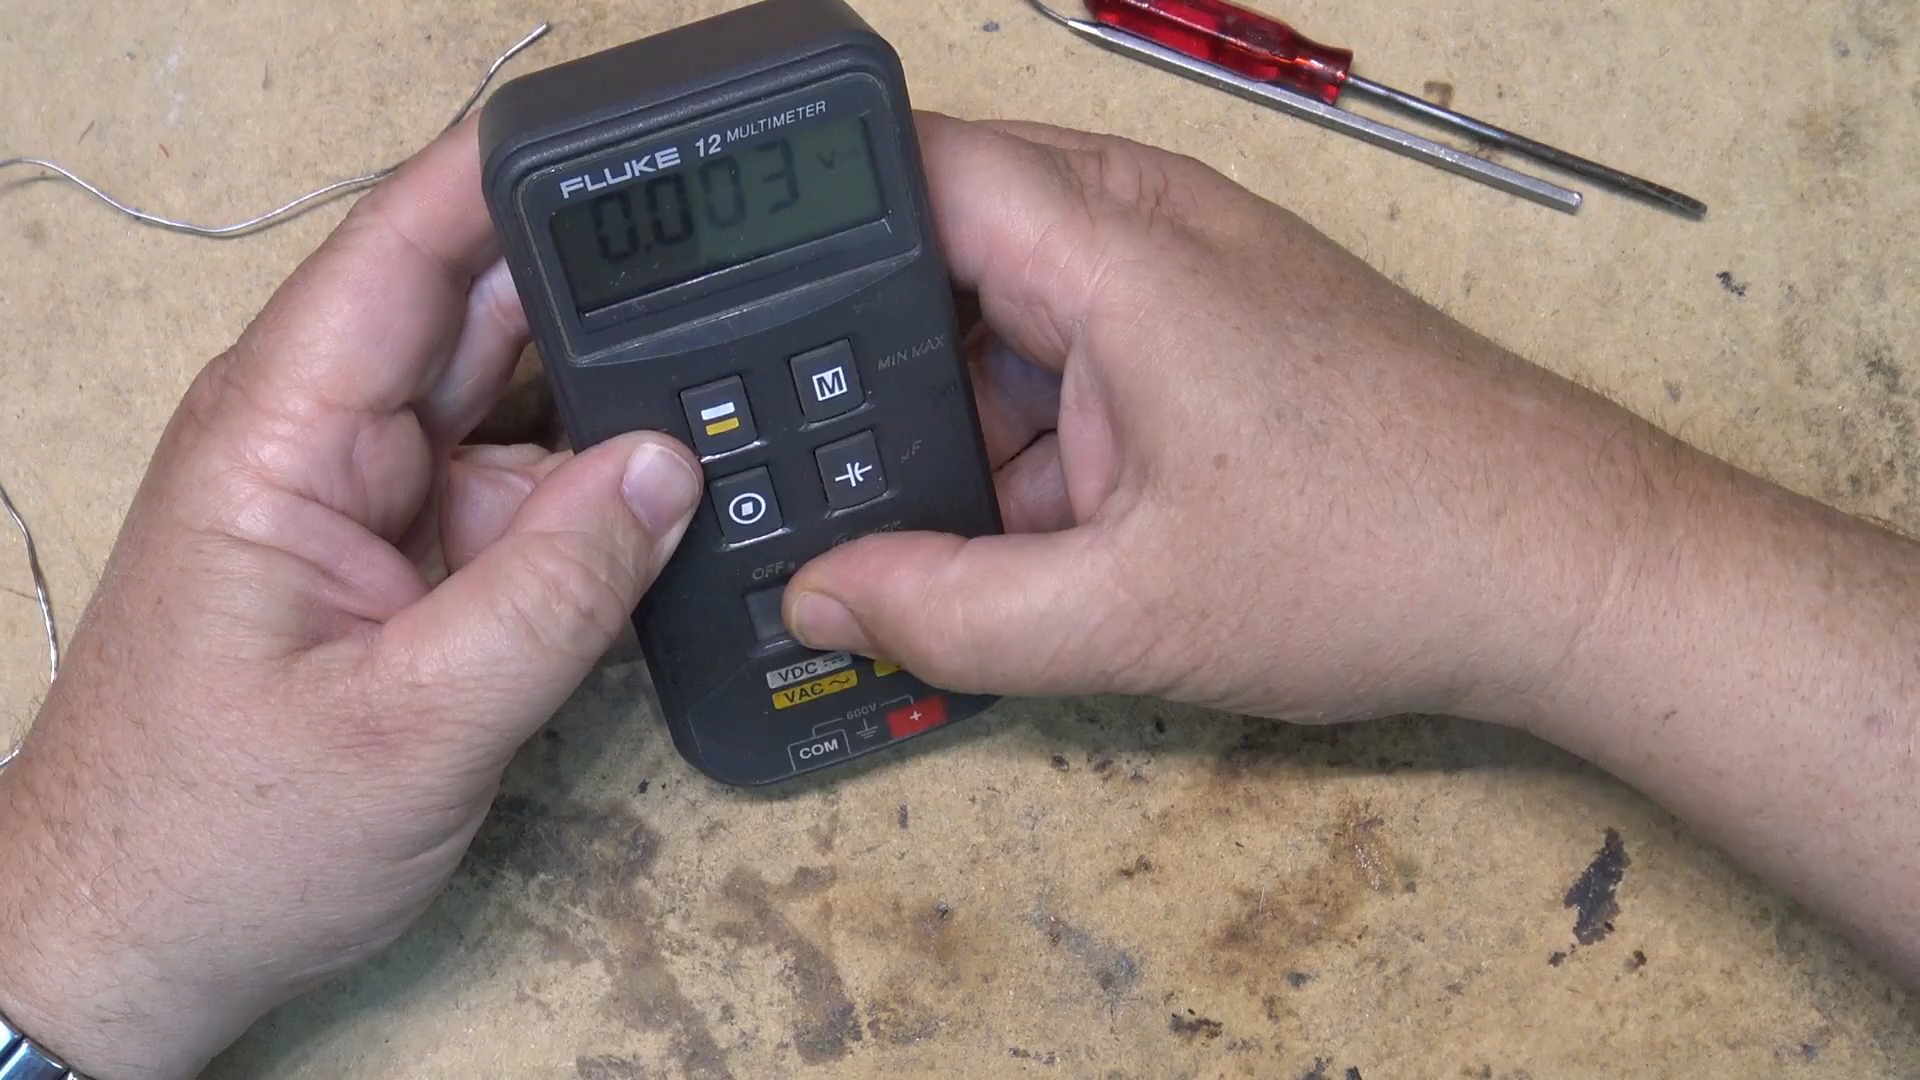 FLUKE 12 MULTIMETER
0.003 V
MIN MAX
M
µF
OFF
VDC
VAC
600V
+
COM